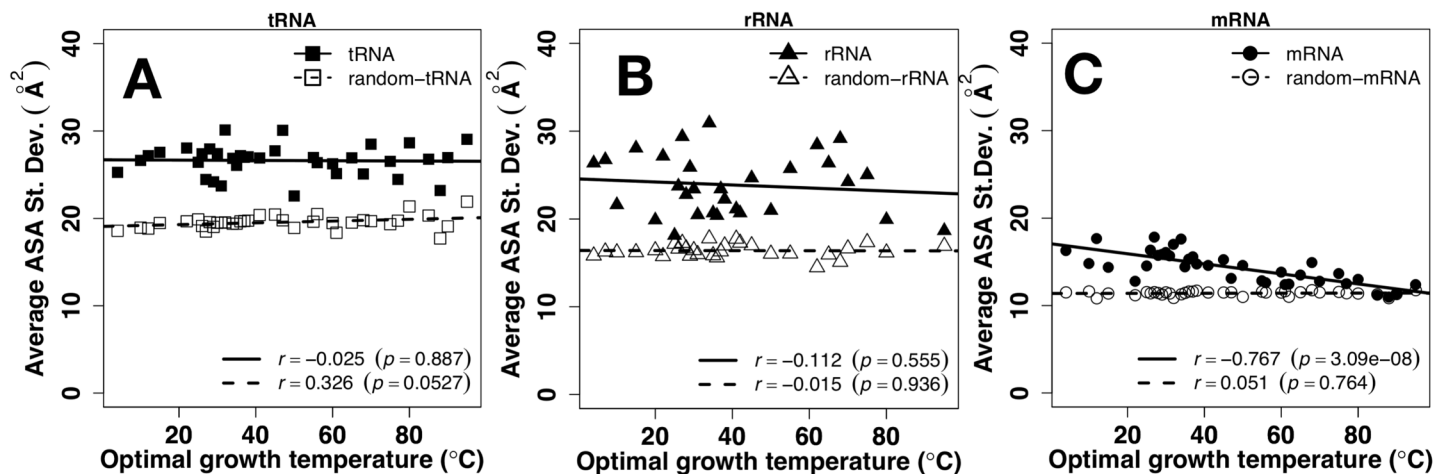 tRNA
A
tRNA
random−tRNA
40
30
20
10
0
Average ASA St. Dev. ( Å2)
r = −0.025 (p = 0.887)
r = 0.326 (p = 0.0527)
20 40 60 80
Optimal growth temperature (°C)
rRNA
B
rRNA
random−rRNA
40
30
20
10
0
Average ASA St. Dev. ( Å2)
r = −0.112 (p = 0.555)
r = −0.015 (p = 0.936)
20 40 60 80
Optimal growth temperature (°C)
mRNA
C
mRNA
random−mRNA
40
30
20
10
0
Average ASA St.Dev. ( Å2)
r = −0.767 (p = 3.09e−08)
r = 0.051 (p = 0.764)
20 40 60 80
Optimal growth temperature (°C)